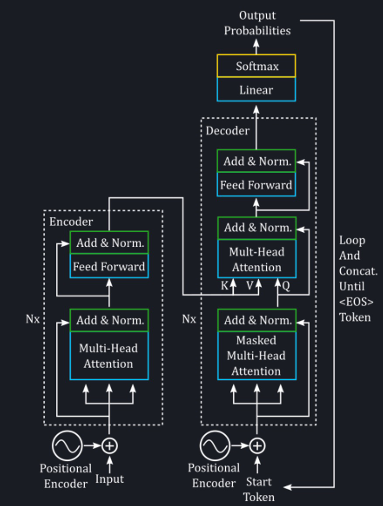 Output
Probabilities
Softmax
Linear
Decoder
Add & Norm.
Feed Forward
Add & Norm.
Mult-Head
Attention
K
V
Q
Nx
Add & Norm.
Masked
Multi-Head
Attention
Positional
Encoder
Start
Token
Encoder
Add & Norm.
Feed Forward
Nx
Add & Norm.
Multi-Head
Attention
Positional
Encoder
Input
Loop
And
Concat.
Until
<EOS>
Token